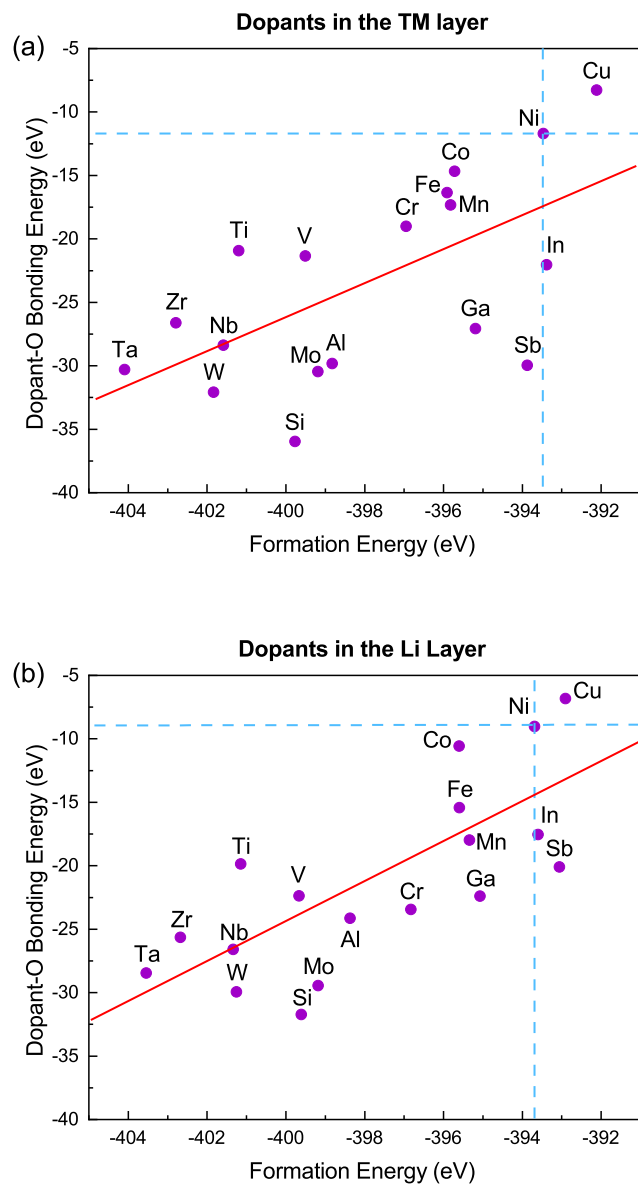 Dopants in the TM layer
(a)
-5
-10
-15
-20
-25
-30
-35
-40
Dopant-O Bonding Energy (eV)
Cu
Ni
Co
Fe
Mn
Cr
Ti
V
In
Zr
Nb
Ga
Ta
Mo
Al
Sb
W
Si
-404 -402 -400 -398 -396 -394 -392
Formation Energy (eV)
Dopants in the Li Layer
(b)
-5
-10
-15
-20
-25
-30
-35
-40
Dopant-O Bonding Energy (eV)
Cu
Ni
Co
Fe
In
Mn
Sb
Ti
V
Ga
Cr
Zr
Nb
Al
Ta
W
Mo
Si
-404 -402 -400 -398 -396 -394 -392
Formation Energy (eV)